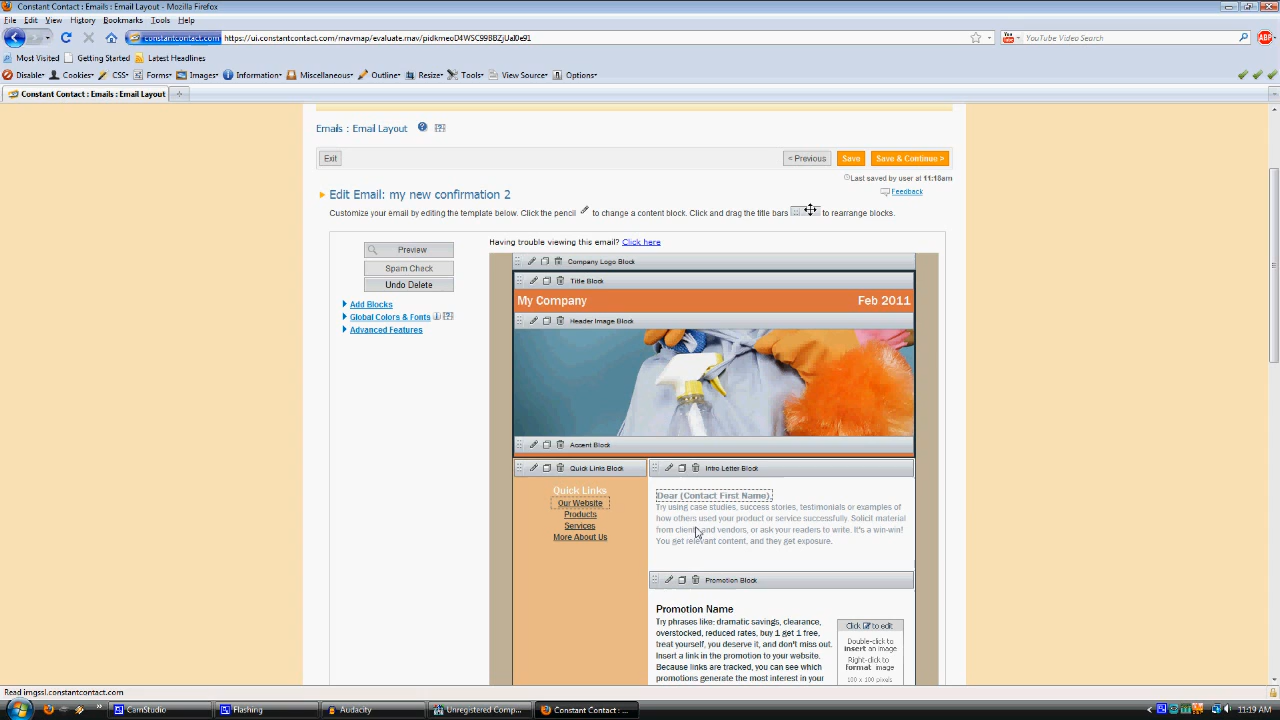 Constant Contact : Emails : Email Layout - Mozilla Firefox
File Edit View History Bookmarks Tools Help
constantcontact.com https://ui.constantcontact.com/mavmap/evaluate.mav/pidkmeoD4WSC99BBZjUal0e91
YouTube Video Search
Most Visited Getting Started Latest Headlines
Disable Cookies CSS Forms Images Information Miscellaneous Outline Resize Tools View Source Options
Constant Contact : Emails : Email Layout
Emails : Email Layout
Exit < Previous Save Save & Continue >
Last saved by user at 11:18am
Feedback
Edit Email: my new confirmation 2
Customize your email by editing the template below. Click the pencil to change a content block. Click and drag the title bars to rearrange blocks.
Having trouble viewing this email? Click here
Preview
Spam Check
Undo Delete
Add Blocks
Global Colors & Fonts
Advanced Features
Company Logo Block
Title Block
My Company Feb 2011
Header Image Block
Accent Block
Quick Links Block
Quick Links
Our Website
Products
Services
More About Us
Intro Letter Block
Dear (Contact First Name),
Try using case studies, success stories, testimonials or examples of
how others used your product or service successfully. Solicit material
from clients and vendors, or ask your readers to write. It's a win-win!
You get relevant content, and they get exposure.
Promotion Block
Promotion Name
Try phrases like: dramatic savings, clearance,
overstocked, reduced rates, buy 1 get 1 free,
treat yourself, you deserve it, and don't miss out.
Insert a link in the promotion to your website.
Because links are tracked, you can see which
promotions generate the most interest in your
Click to edit
Double-click to
insert an image
Right-click to
format image
100 x 100 pixels
Read imgssl.constantcontact.com
CamStudio Flashing Audacity Unregistered Comp... Constant Contact : ... 11:19 AM